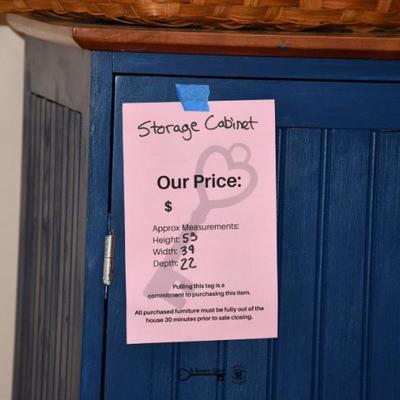 Storage Cabinet
Our Price:
$
Approx Measurements:
Height: 53
Width: 39
Depth: 22
Pulling this tag is a
commitment to purchasing this item.
All purchased furniture must be fully out of the
house 30 minutes prior to sale closing.